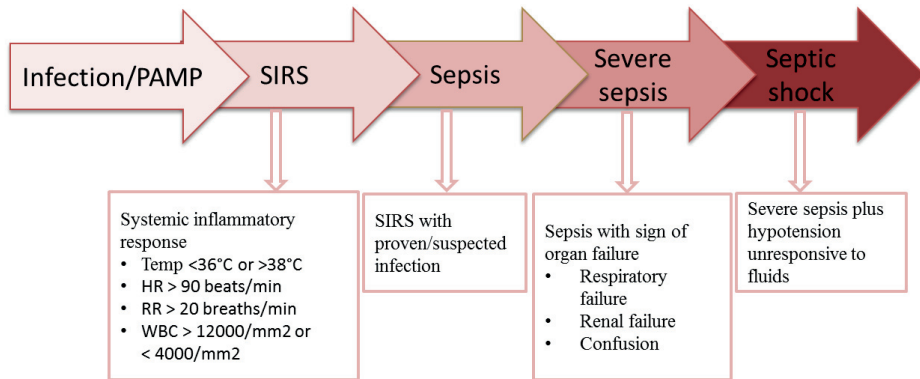 Infection/PAMP
SIRS
Sepsis
Severe
sepsis
Septic
shock
Systemic inflammatory
response
• Temp <36°C or >38°C
• HR > 90 beats/min
• RR > 20 breaths/min
• WBC > 12000/mm2 or
< 4000/mm2
SIRS with
proven/suspected
infection
Sepsis with sign of
organ failure
• Respiratory
failure
• Renal failure
• Confusion
Severe sepsis plus
hypotension
unresponsive to
fluids